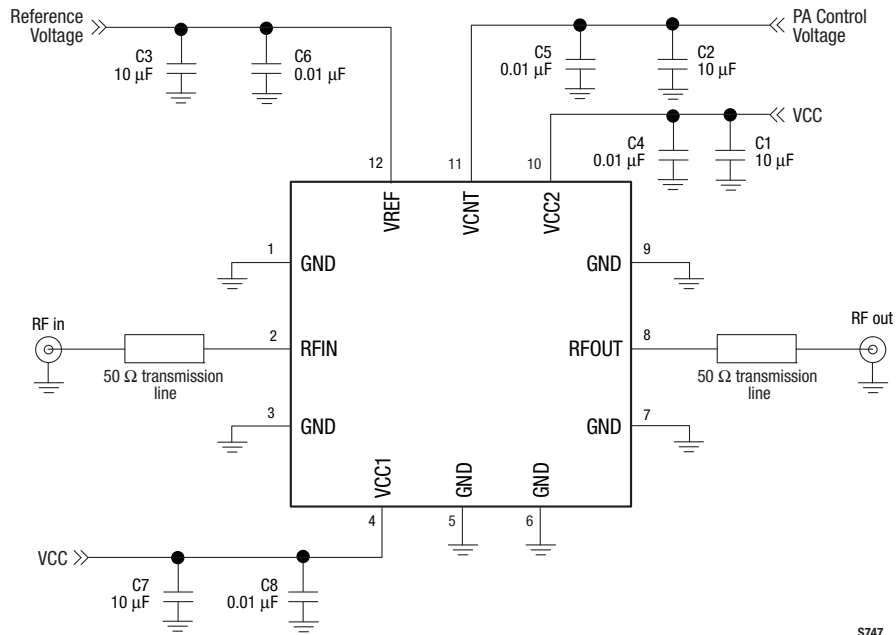 Reference
Voltage
C3
10 µF
C6
0.01 µF
C5
0.01 µF
C2
10 µF
PA Control
Voltage
VCC
C4
0.01 µF
C1
10 µF
12
11
10
VREF
VCNT
VCC2
1
GND
GND
9
RF in
2
RFIN
RFOUT
8
RF out
50 Ω transmission
line
50 Ω transmission
line
3
GND
GND
7
VCC1
GND
GND
4
5
6
VCC
C7
10 µF
C8
0.01 µF
S747